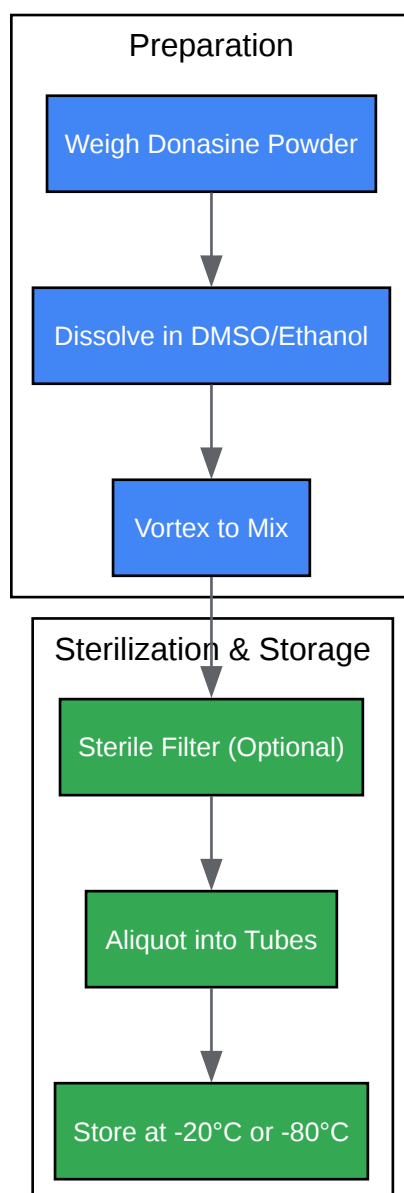 Preparation
Weigh Donasine Powder
Dissolve in DMSO/Ethanol
Vortex to Mix
Sterilization & Storage
Sterile Filter (Optional)
Aliquot into Tubes
Store at -20°C or -80°C